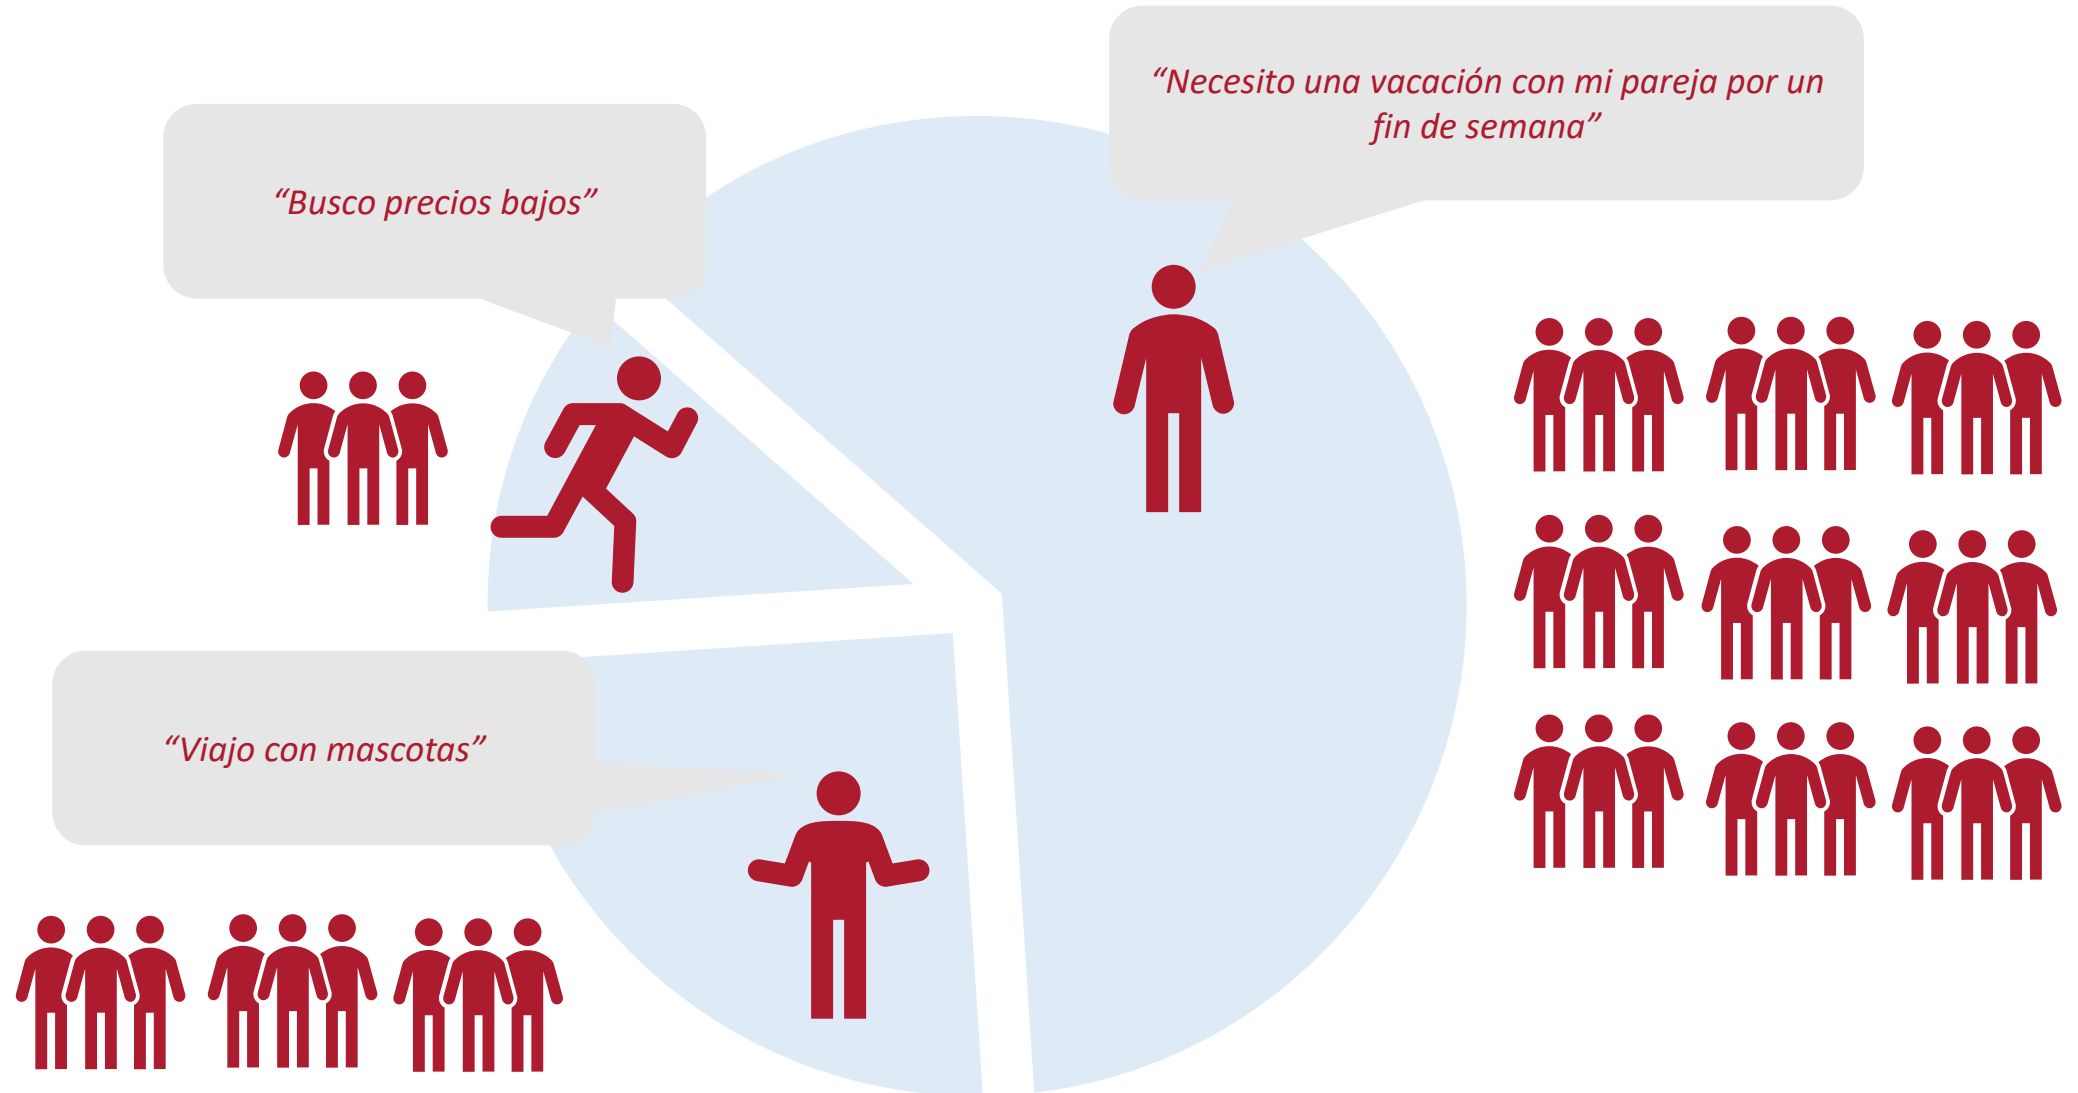 “Necesito una vacación con mi pareja por un
fin de semana”
“Busco precios bajos”
“Viajo con mascotas”